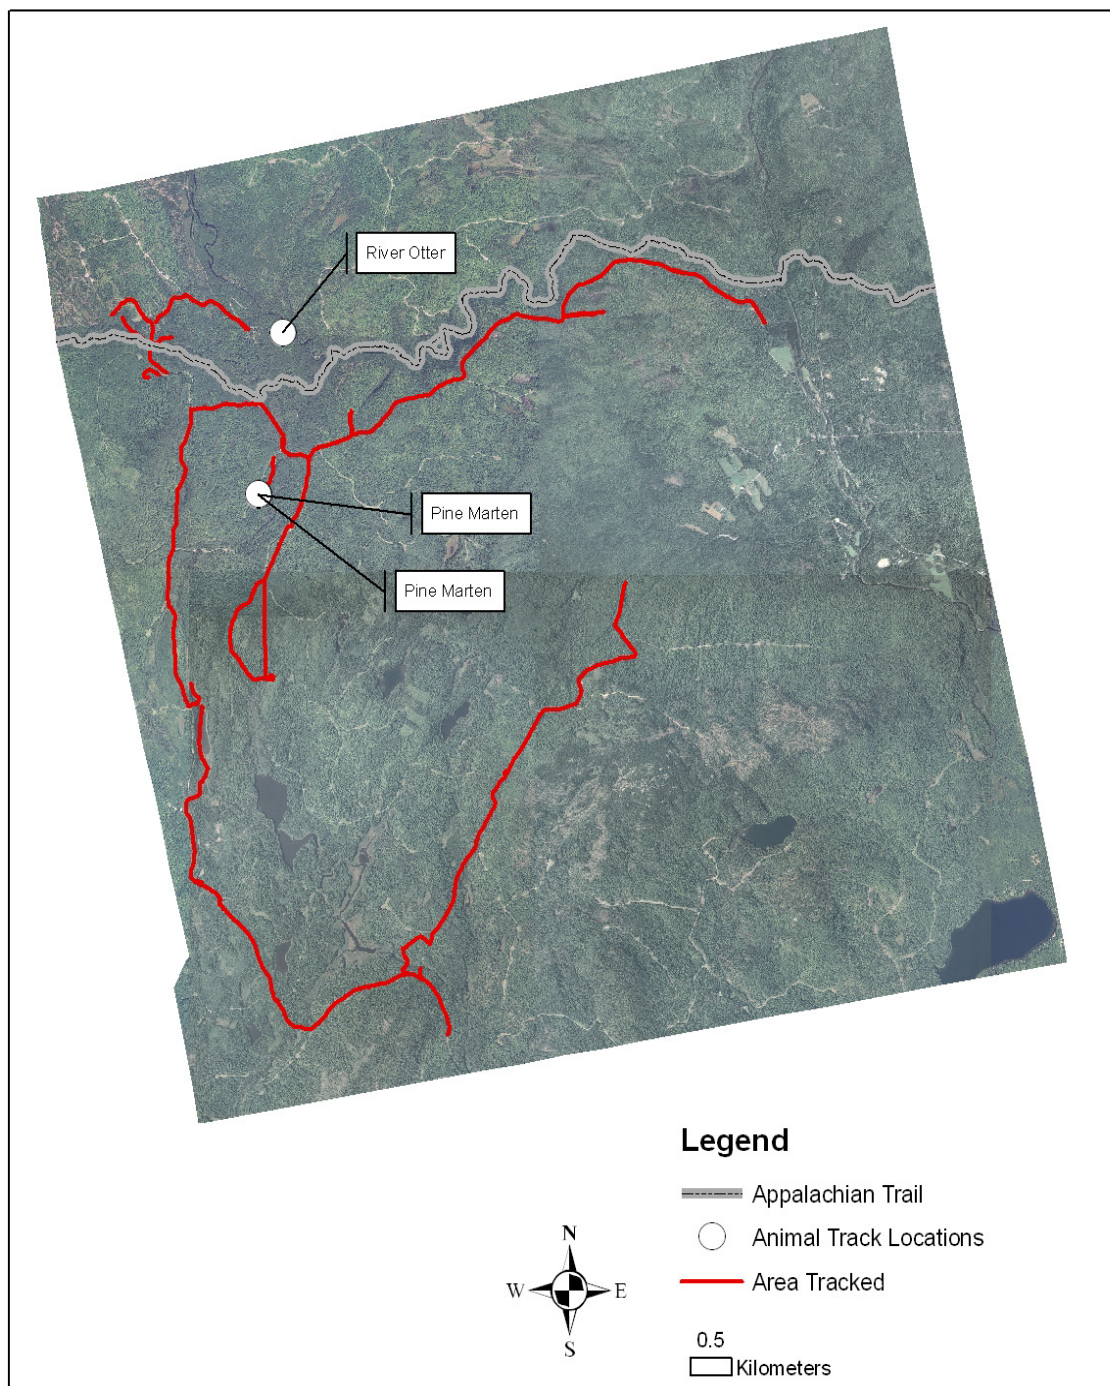 River Otter
Pine Marten
Pine Marten
Legend
Appalachian Trail
Animal Track Locations
Area Tracked
N
W E
S
0.5
Kilometers